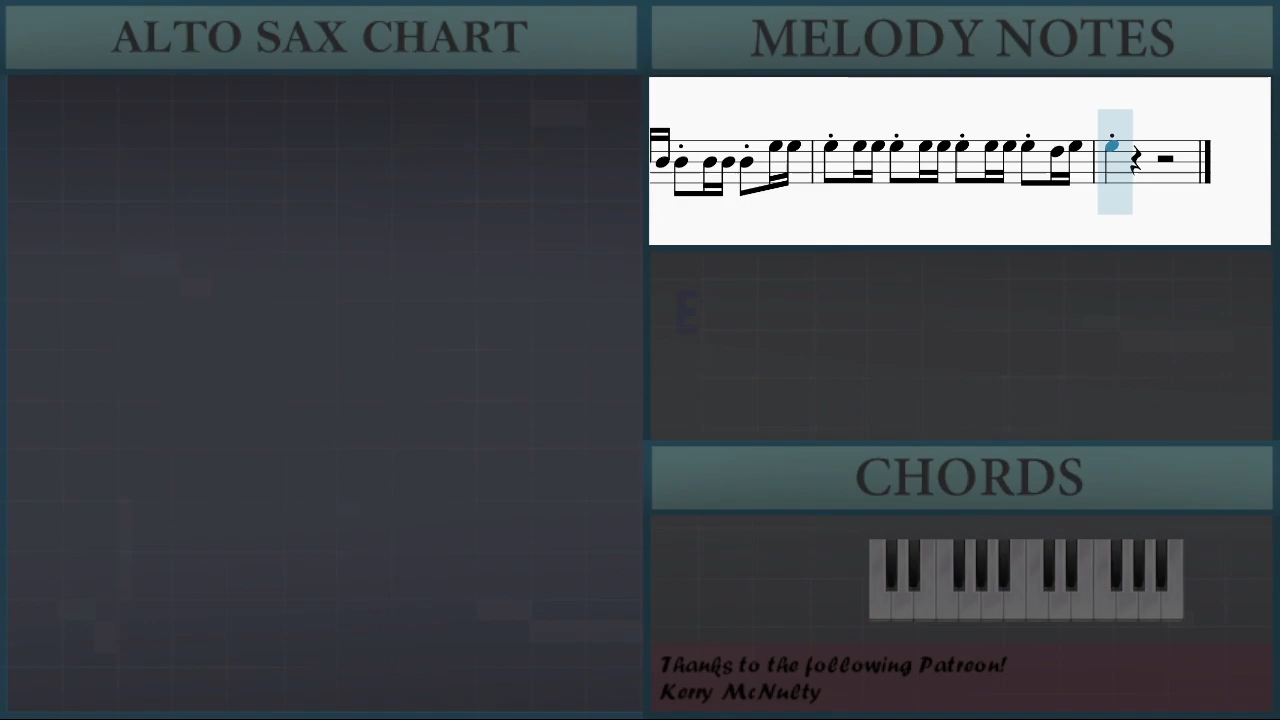 ALTO SAX CHART
MELODY NOTES
E
CHORDS
Thanks to the following Patreon!
Kerry McNulty